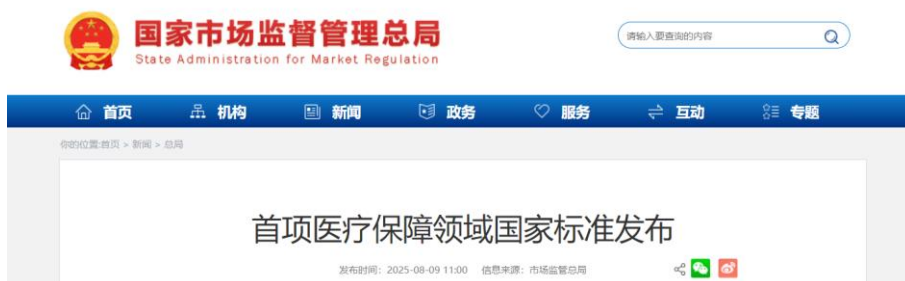 国家市场监督管理总局
State Administration for Market Regulation
请输入要查询的内容
首页 机构 新闻 政务 服务 互动 专题
你的位置:首页 > 新闻 > 总局
首项医疗保障领域国家标准发布
发布时间：2025-08-09 11:00 信息来源：市场监管总局